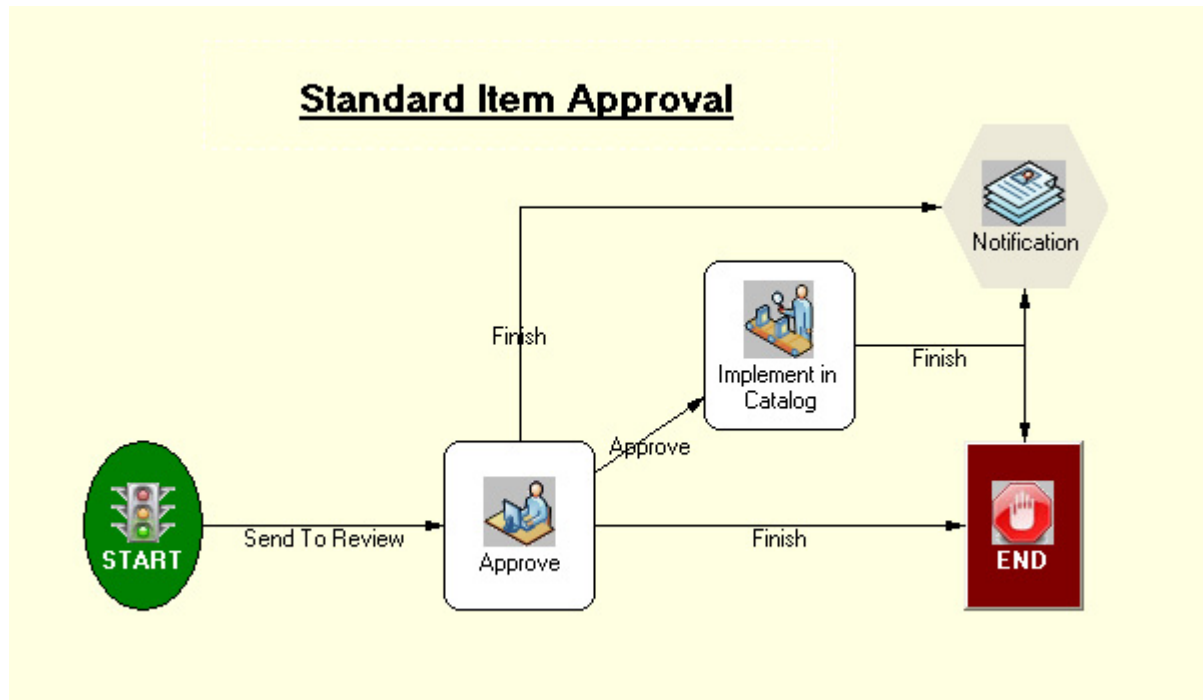 Standard Item Approval
Notification
Finish
Implement in
Catalog
Finish
Approve
START
Send To Review
Approve
Finish
END